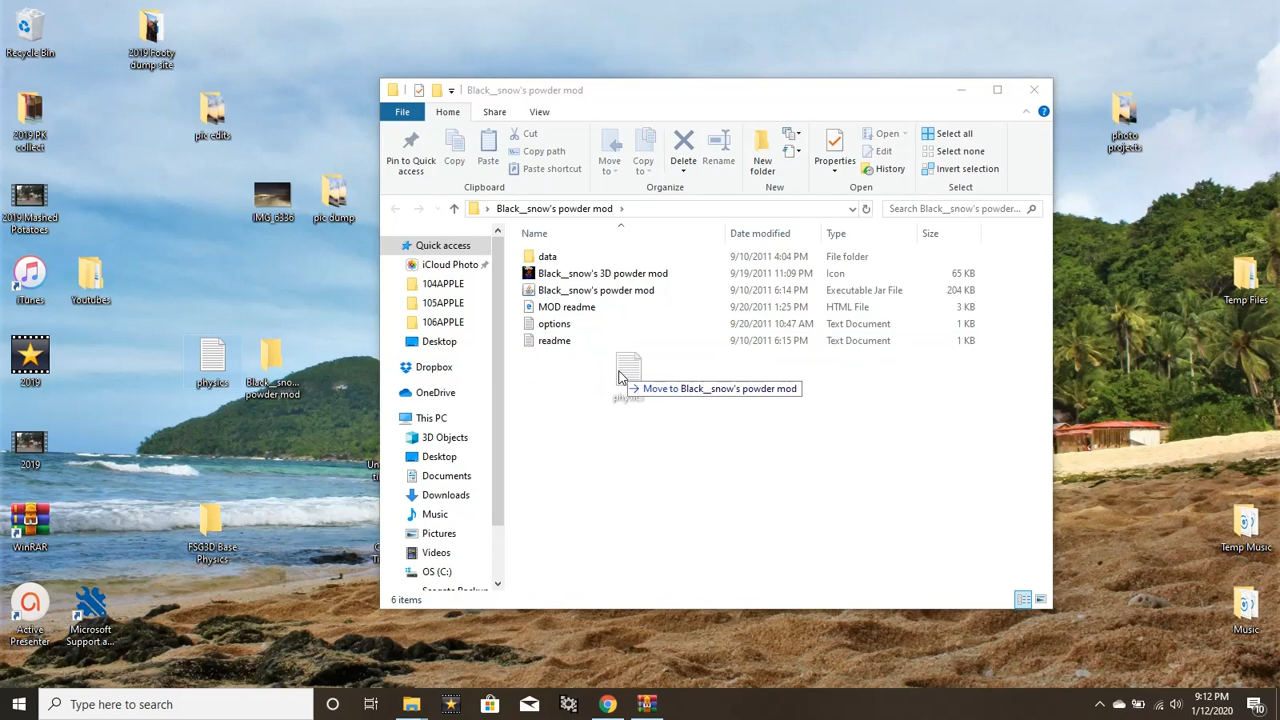 Recycle Bin
2019 Footy
dump site
2019 PK
collect
pic edits
2019 Mashed
Potatoes
IMG_6336
pic dump
iTunes
Youtubes
2019
physics
Black__sno...
powder mod
2019
WinRAR
FSG3D Base
Physics
Active
Presenter
Microsoft
Support a...
photo
projects
Temp Files
Temp Music
Music
Black__snow's powder mod
File Home Share View
Pin to Quick
access
Copy
Paste
Cut
Copy path
Paste shortcut
Clipboard
Move
to
Copy
to
Delete
Rename
Organize
New
folder
New
Properties
Open
Edit
History
Open
Select all
Select none
Invert selection
Select
Black__snow's powder mod
Search Black__snow's powder...
Quick access
iCloud Photo
104APPLE
105APPLE
106APPLE
Desktop
Dropbox
OneDrive
This PC
3D Objects
Desktop
Documents
Downloads
Music
Pictures
Videos
OS (C:)
Name Date modified Type Size
data 9/10/2011 4:04 PM File folder
Black__snow's 3D powder mod 9/19/2011 11:09 PM Icon 65 KB
Black__snow's powder mod 9/10/2011 6:14 PM Executable Jar File 204 KB
MOD readme 9/20/2011 1:25 PM HTML File 3 KB
options 9/20/2011 10:47 AM Text Document 1 KB
readme 9/10/2011 6:15 PM Text Document 1 KB
Move to Black__snow's powder mod
6 items
Type here to search
9:12 PM
1/12/2020
10